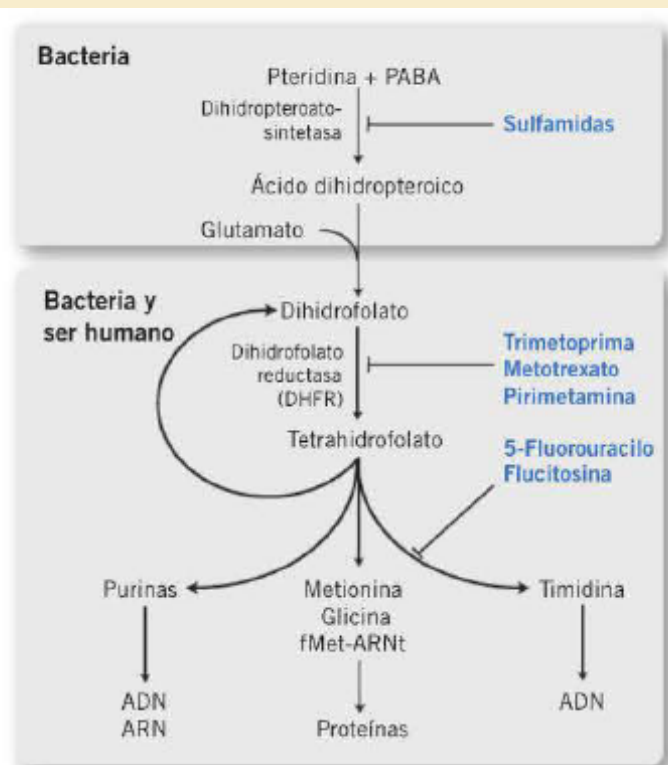 Bacteria
Pteridina + PABA
Dihidropteroato-
sintetasa
Sulfamidas
Ácido dihidropteroico
Glutamato
Bacteria y
ser humano
Dihidrofolato
Dihidrofolato
reductasa
(DHFR)
Trimetoprima
Metotrexato
Pirimetamina
Tetrahidrofolato
5-Fluorouracilo
Flucitosina
Purinas
Metionina
Glicina
fMet-ARNt
Timidina
ADN
ARN
Proteínas
ADN